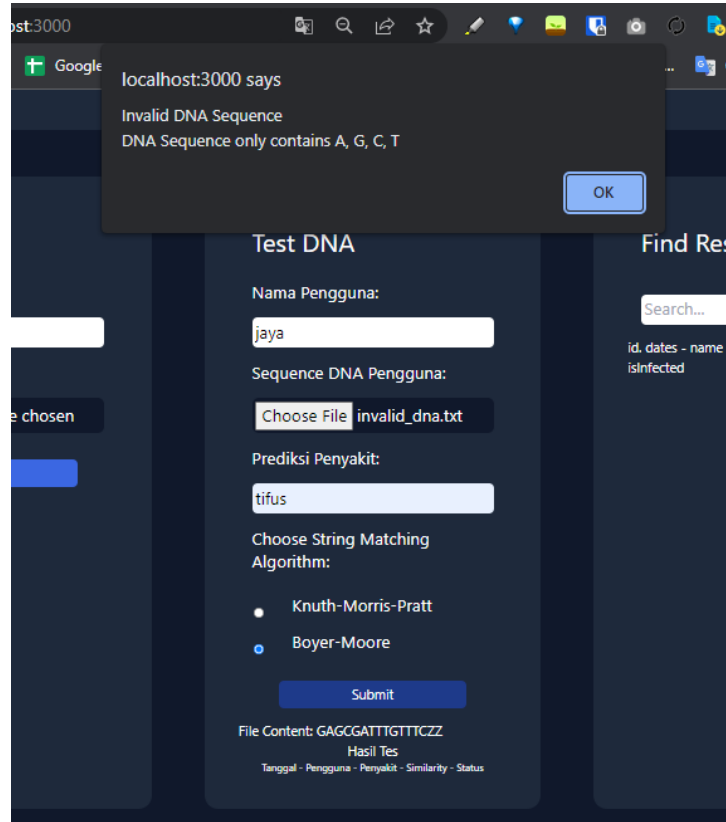 ost:3000
Google
localhost:3000 says
Invalid DNA Sequence
DNA Sequence only contains A, G, C, T
OK
Test DNA
Nama Pengguna:
jaya
Sequence DNA Pengguna:
Choose File invalid_dna.txt
Prediksi Penyakit:
tifus
Choose String Matching
Algorithm:
Knuth-Morris-Pratt
Boyer-Moore
Submit
File Content: GAGCGATTTGTTTCZZ
Hasil Tes
Tanggal - Pengguna - Penyakit - Similarity - Status
e chosen
Find Res
Search...
id. dates - name
isInfected